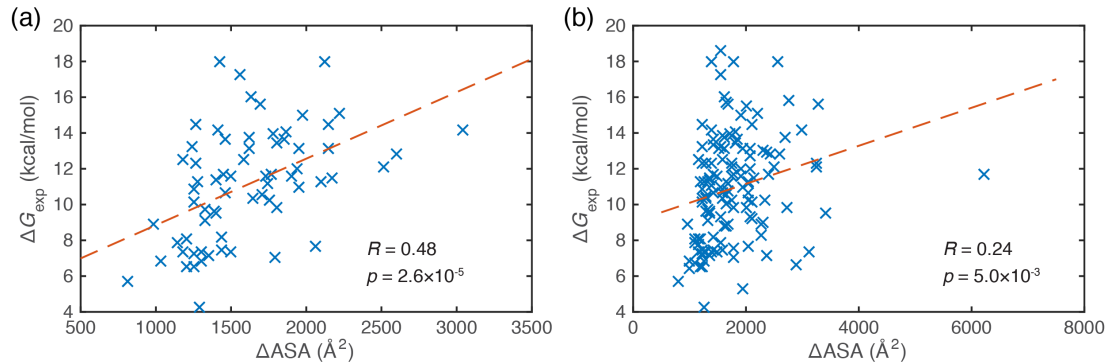 (a)
20
18
16
14
12
10
8
6
4
ΔG_exp (kcal/mol)
R = 0.48
p = 2.6×10⁻⁵
500 1000 1500 2000 2500 3000 3500
ΔASA (Å²)
(b)
20
18
16
14
12
10
8
6
4
ΔG_exp (kcal/mol)
R = 0.24
p = 5.0×10⁻³
0 2000 4000 6000 8000
ΔASA (Å²)